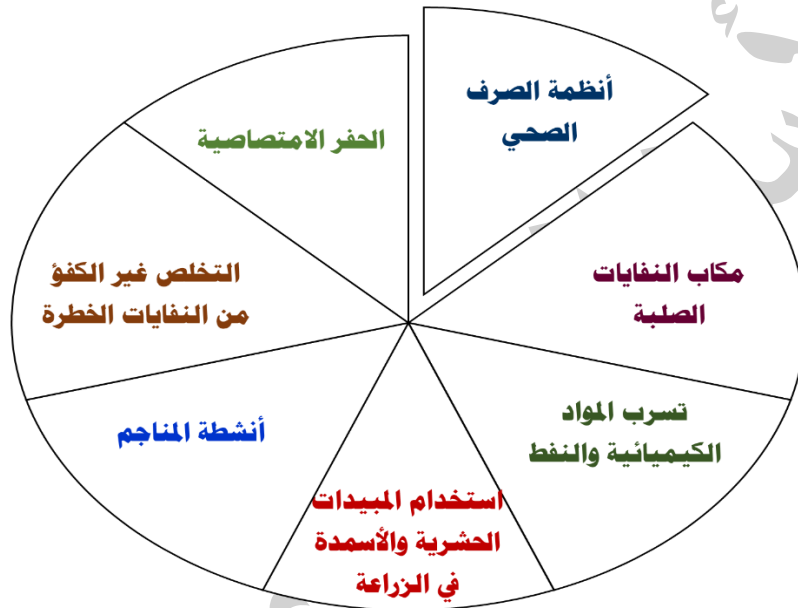 أنظمة الصرف
الصحي
مكاب النفايات
الصلبة
تسرب المواد
الكيميائية والنفط
استخدام المبيدات
الحشرية والأسمدة
في الزراعة
أنشطة المناجم
التخلص غير الكفؤ
من النفايات الخطرة
الحفر الامتصاصية